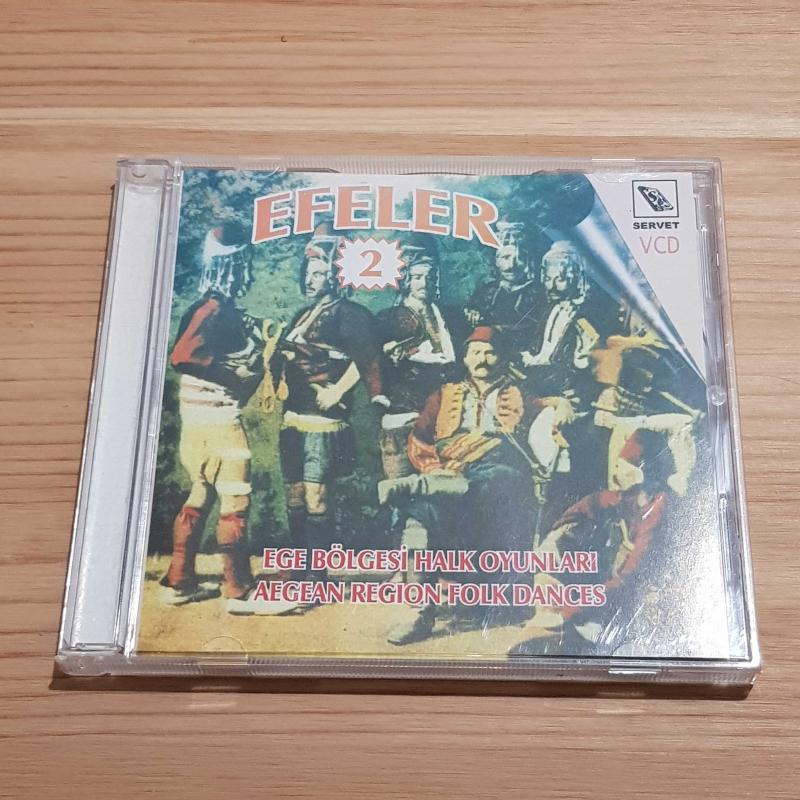 EFELER
2
SERVET
VCD
EGE BÖLGESİ HALK OYUNLARI
AEGEAN REGION FOLK DANCES